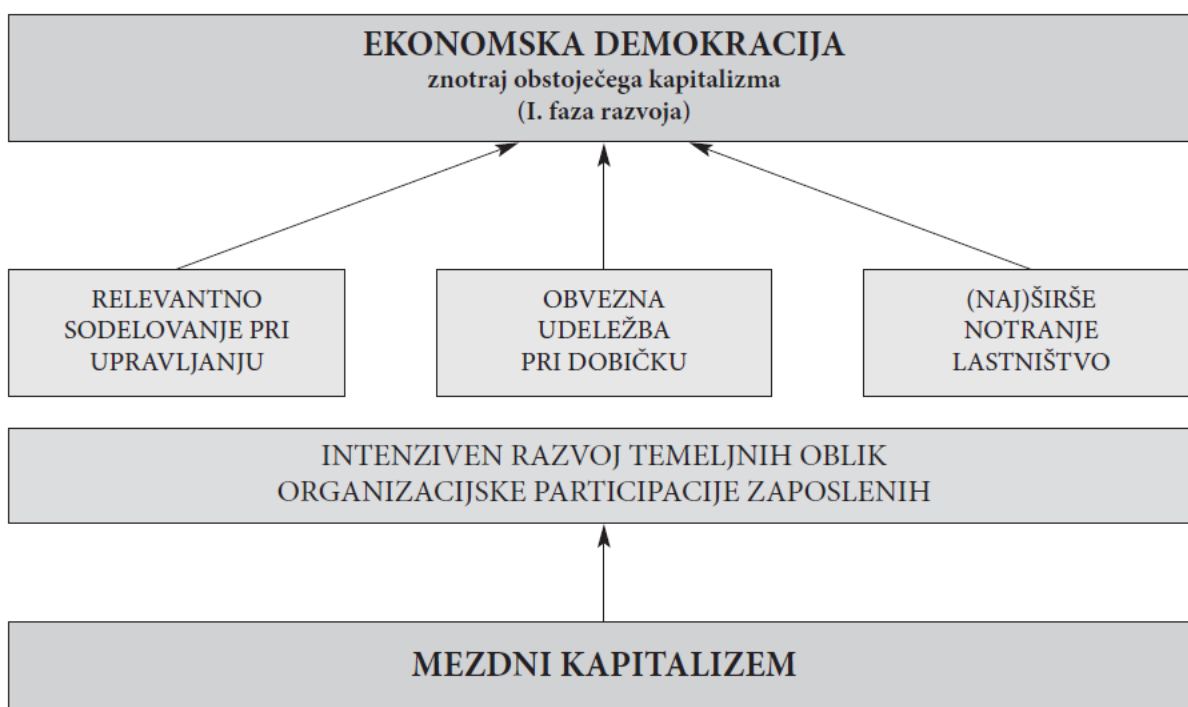 EKONOMSKA DEMOKRACIJA
znotraj obstoječega kapitalizma
(I. faza razvoja)
RELEVANTNO
SODELOVANJE PRI
UPRAVLJANJU
OBVEZNA
UDELEŽBA
PRI DOBIČKU
(NAJ)ŠIRŠE
NOTRANJE
LASTNIŠTVO
INTENZIVEN RAZVOJ TEMELJNIH OBLIK
ORGANIZACIJSKE PARTICIPACIJE ZAPOSLENIH
MEZDNI KAPITALIZEM